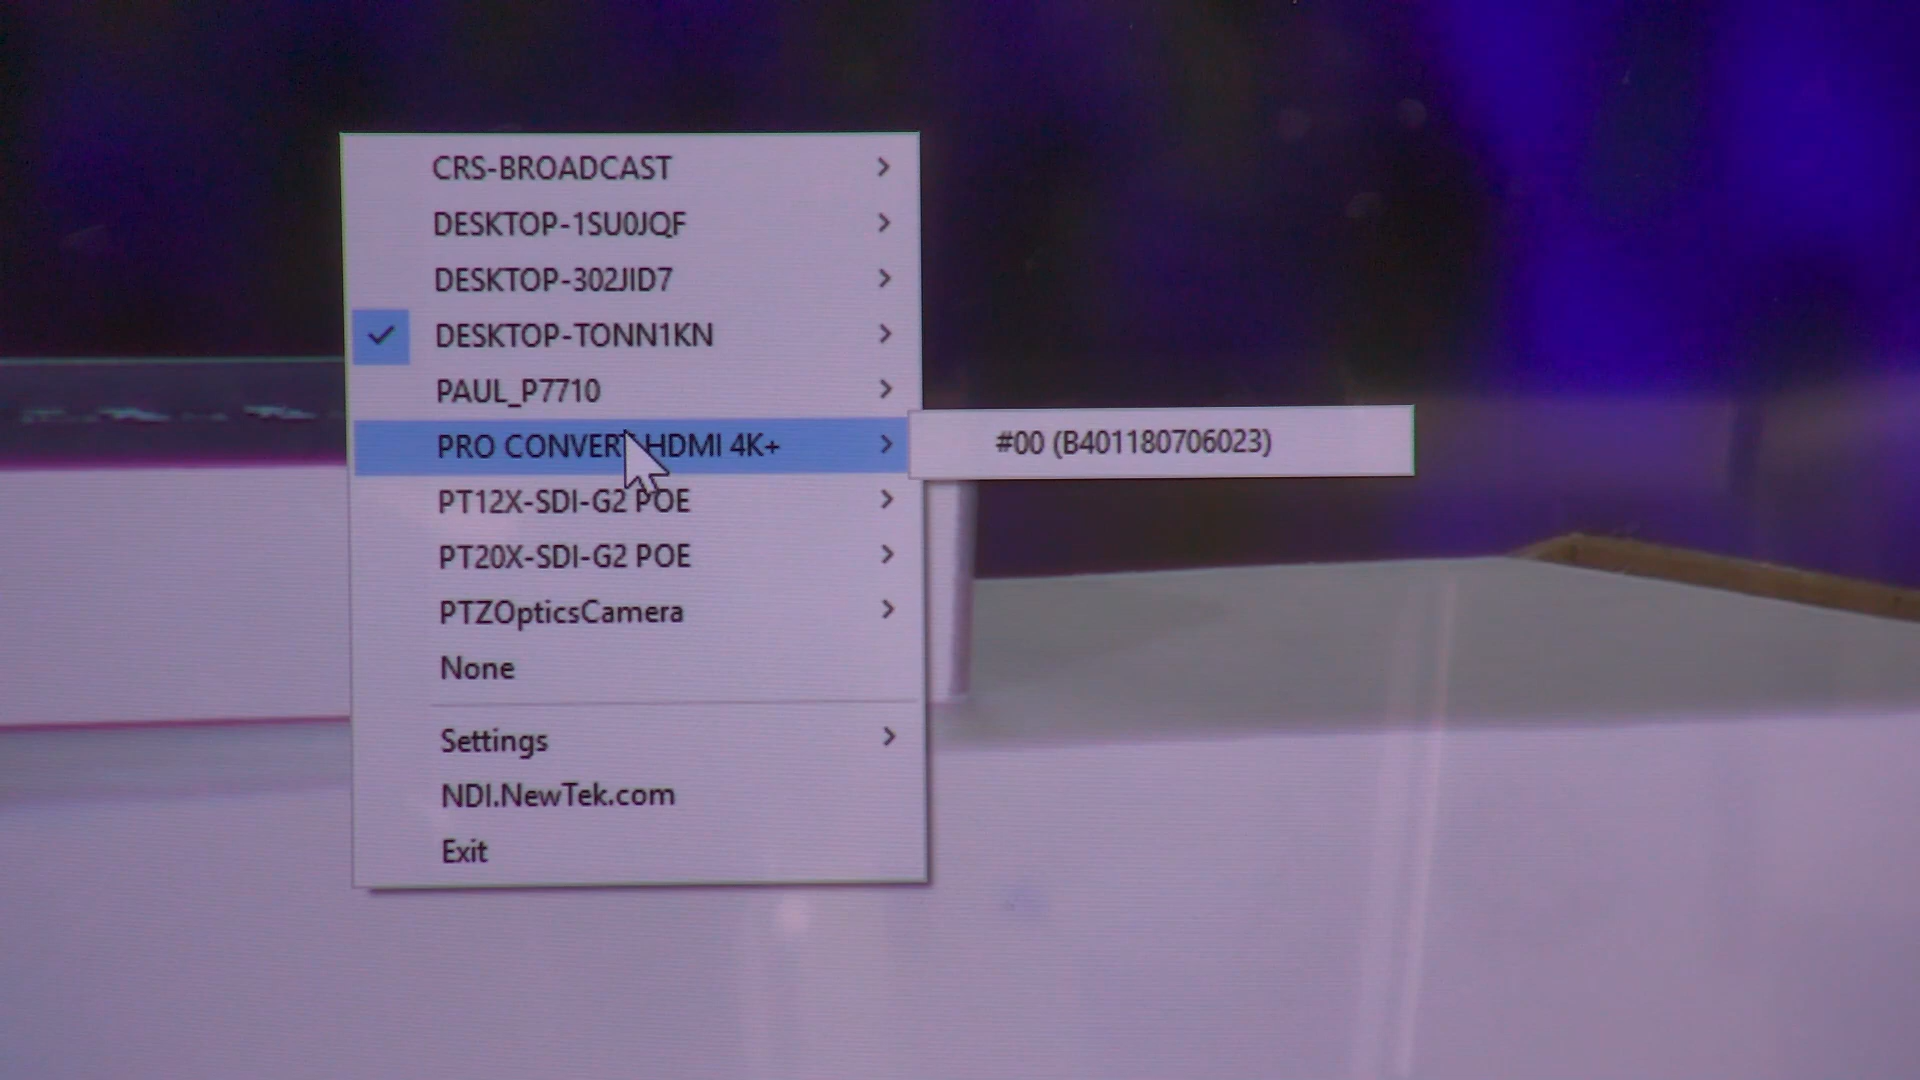 CRS-BROADCAST
DESKTOP-1SU0JQF
DESKTOP-302JID7
DESKTOP-TONN1KN
PAUL_P7710
PRO CONVERT HDMI 4K+
#00 (B401180706023)
PT12X-SDI-G2 POE
PT20X-SDI-G2 POE
PTZOpticsCamera
None
Settings
NDI.NewTek.com
Exit